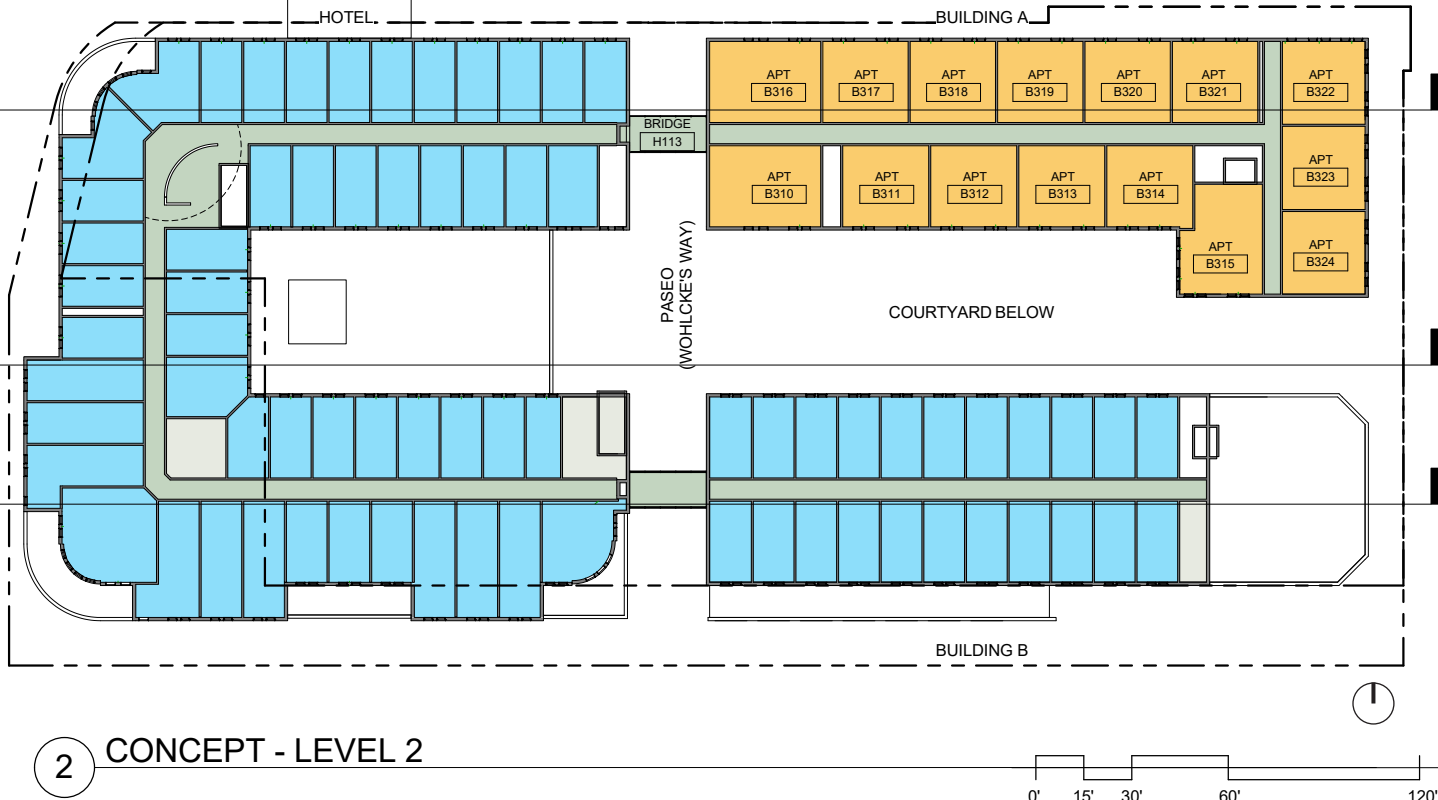 HOTEL
BUILDING A
APT
B316
APT
B317
APT
B318
APT
B319
APT
B320
APT
B321
APT
B322
BRIDGE
H113
APT
B310
APT
B311
APT
B312
APT
B313
APT
B314
APT
B323
APT
B315
APT
B324
PASEO
(WOHLCKE'S WAY)
COURTYARD BELOW
BUILDING B
2
CONCEPT - LEVEL 2
0' 15' 30' 60' 120'